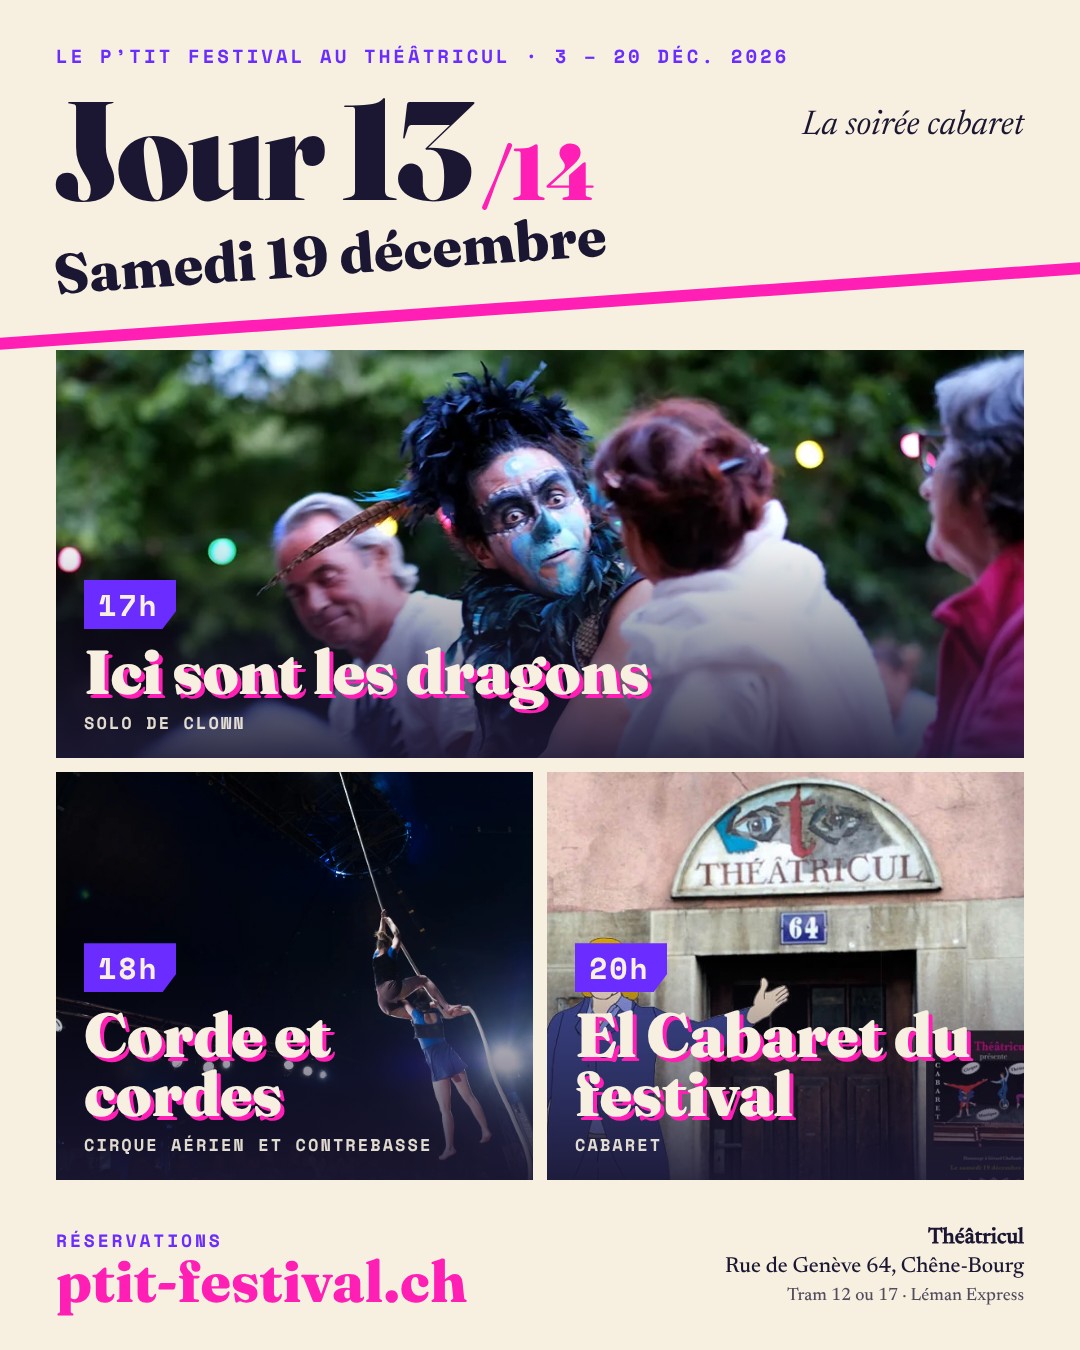 LE P’TIT FESTIVAL AU THÉÂTRICUL · 3 – 20 DÉC. 2026
Jour 13/14
La soirée cabaret
Samedi 19 décembre
17h
Ici sont les dragons
SOLO DE CLOWN
18h
Corde et
cordes
CIRQUE AÉRIEN ET CONTREBASSE
THÉÂTRICUL
64
20h
El Cabaret du
festival
CABARET
présente
CABARET
RÉSERVATIONS
ptit-festival.ch
Théâtricul
Rue de Genève 64, Chêne-Bourg
Tram 12 ou 17 · Léman Express